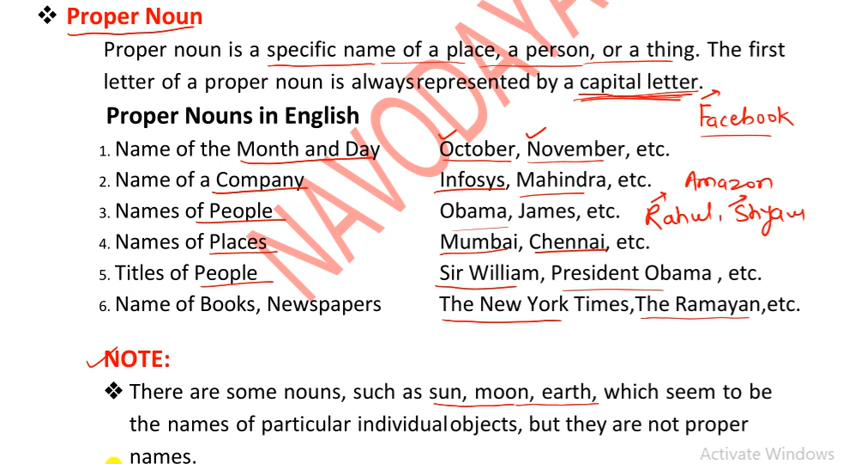 ❖ Proper Noun
Proper noun is a specific name of a place, a person, or a thing. The first
letter of a proper noun is always represented by a capital letter.
Facebook
Proper Nouns in English
1. Name of the Month and Day October, November, etc.
2. Name of a Company Infosys, Mahindra, etc. Amazon
3. Names of People Obama, James, etc. Rahul, Shyam
4. Names of Places Mumbai, Chennai, etc.
5. Titles of People Sir William, President Obama , etc.
6. Name of Books, Newspapers The New York Times,The Ramayan,etc.
NOTE:
❖ There are some nouns, such as sun, moon, earth, which seem to be
the names of particular individual objects, but they are not proper
names.
NAVODAYA
Activate Windows